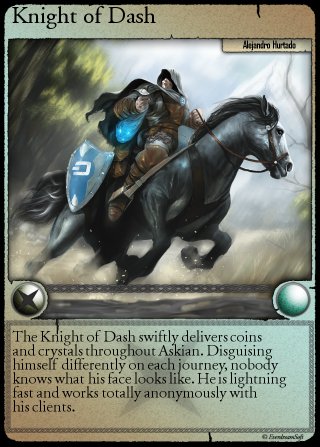 Knight of Dash
Alejandro Hurtado
The Knight of Dash swiftly delivers coins
and crystals throughout Askian. Disguising
himself differently on each journey, nobody
knows what his face looks like. He is lightning
fast and works totally anonymously with
his clients.
© EverdreamSoft